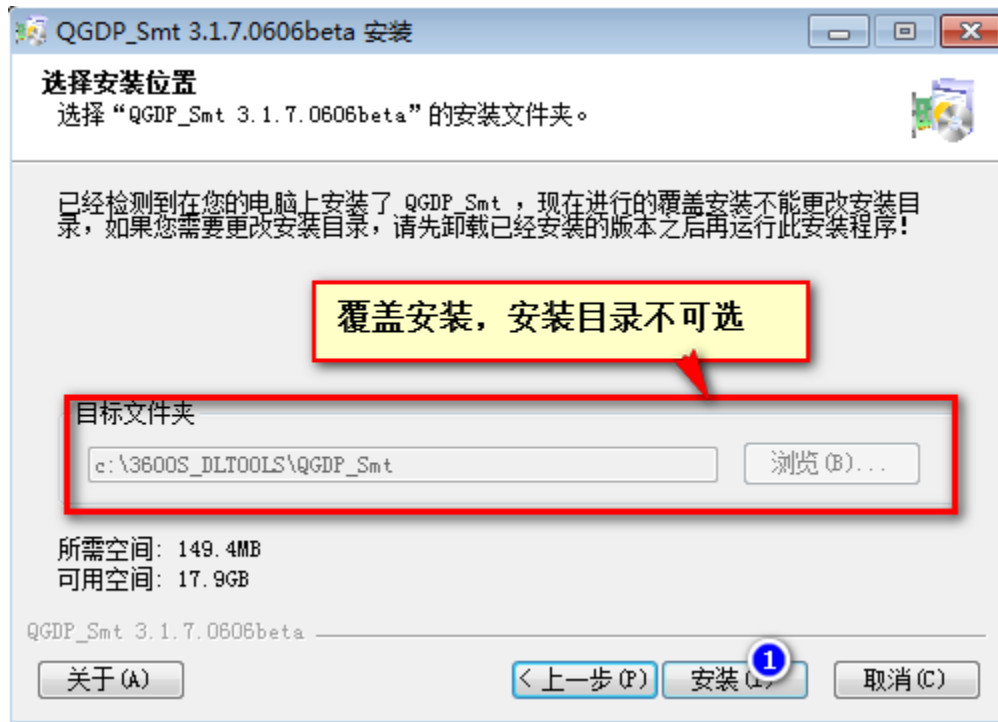 QGDP_Smt 3.1.7.0606beta 安装
选择安装位置
选择“QGDP_Smt 3.1.7.0606beta”的安装文件夹。
已经检测到在您的电脑上安装了 QGDP_Smt ，现在进行的覆盖安装不能更改安装目
录，如果您需要更改安装目录，请先卸载已经安装的版本之后再运行此安装程序！
覆盖安装，安装目录不可选
目标文件夹
c:\3600S_DLTOOLS\QGDP_Smt
浏览(B)...
所需空间: 149.4MB
可用空间: 17.9GB
QGDP_Smt 3.1.7.0606beta
关于(A)
< 上一步(P)
安装
1
取消(C)